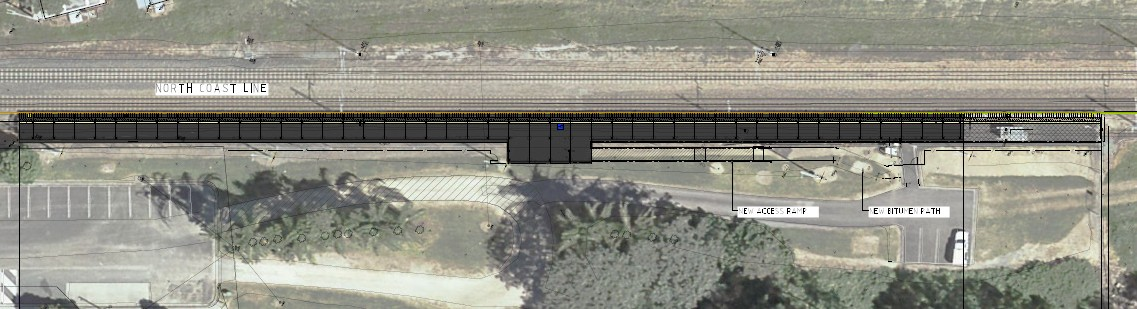 NORTH COAST LINE
NEW ACCESS RAMP
NEW BITUMEN PATH